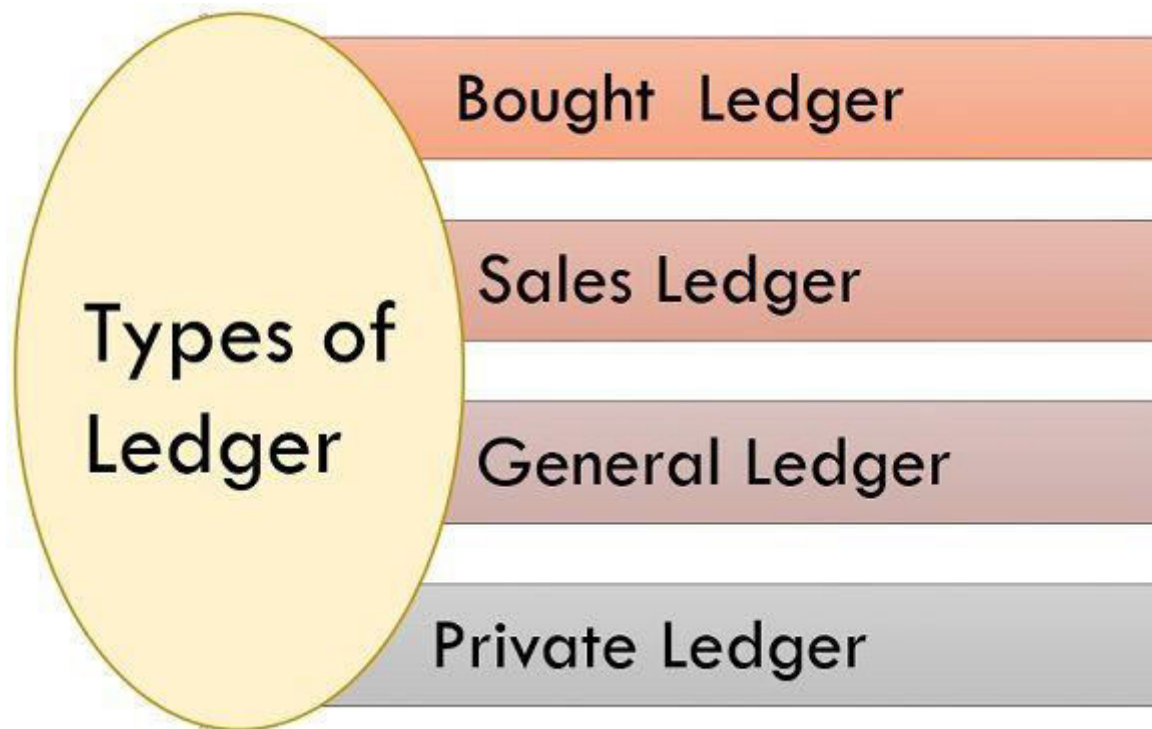 Types of
Ledger
Bought Ledger
Sales Ledger
General Ledger
Private Ledger